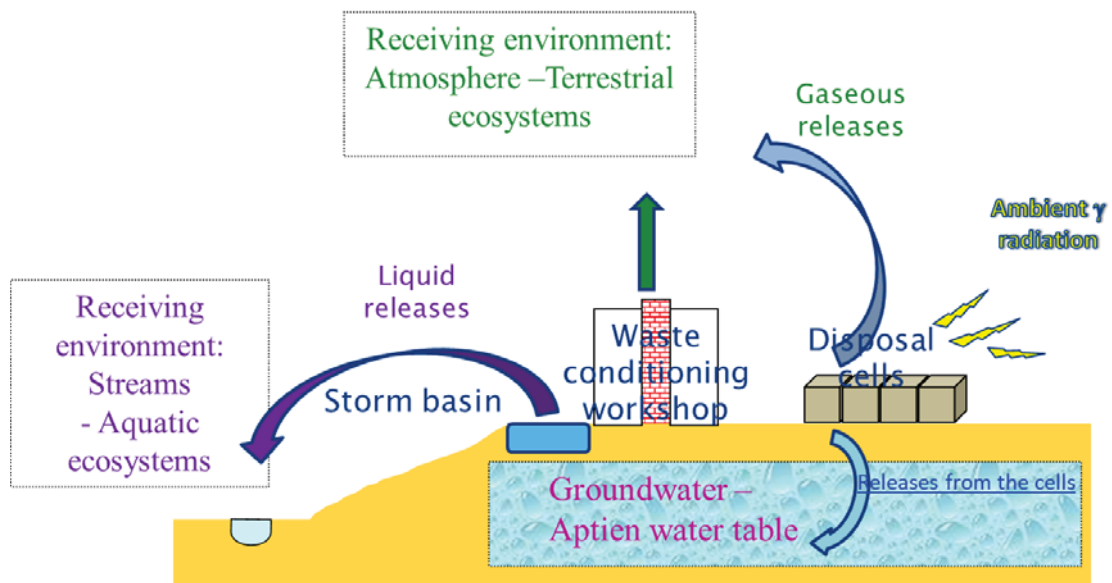 Receiving environment:
Atmosphere –Terrestrial
ecosystems
Gaseous
releases
Ambient γ
radiation
Liquid
releases
Receiving
environment:
Streams
- Aquatic
ecosystems
Storm basin
Waste
conditioning
workshop
Disposal
cells
Releases from the cells
Groundwater –
Aptien water table